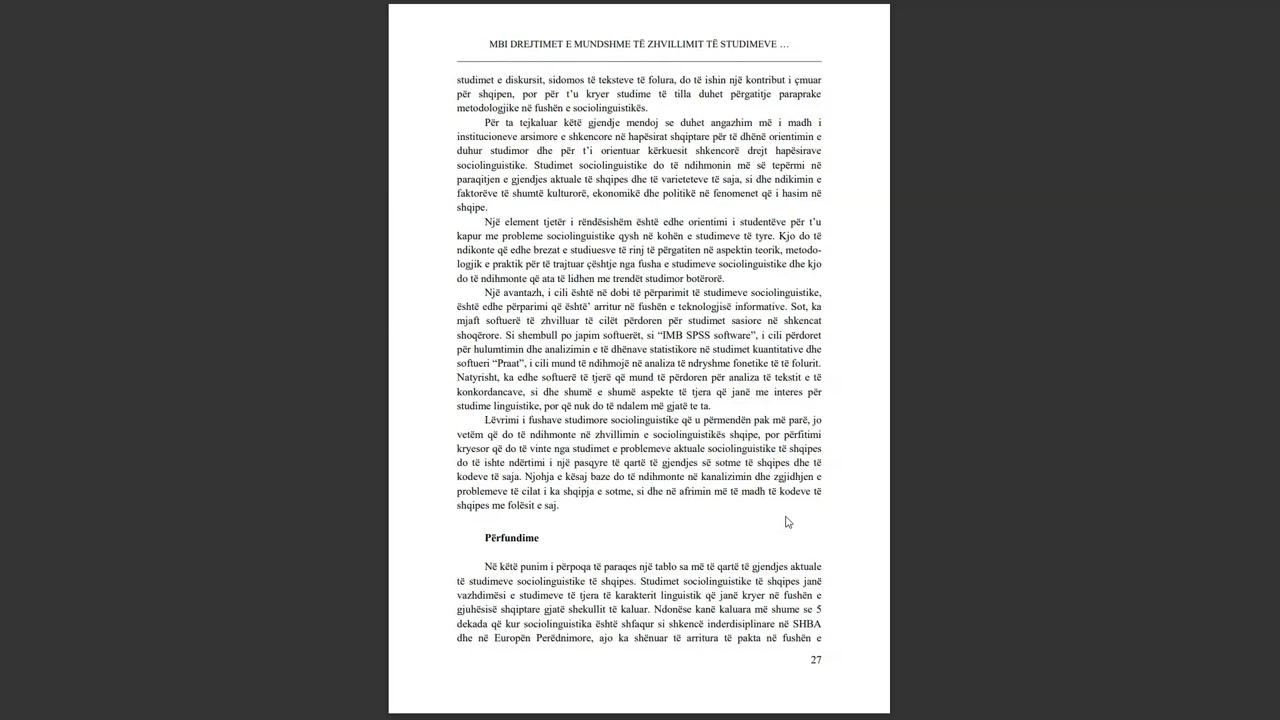 MBI DREJTIMET E MUNDSHME TË ZHVILLIMIT TË STUDIMEVE …
studimet e diskursit, sidomos të teksteve të folura, do të ishin një kontribut i çmuar
për shqipen, por për t’u kryer studime të tilla duhet përgatitje paraprake
metodologjike në fushën e sociolinguistikës.
Për ta tejkaluar këtë gjendje mendoj se duhet angazhim më i madh i
institucioneve arsimore e shkencore në hapësirat shqiptare për të dhënë orientimin e
duhur studimor dhe për t’i orientuar kërkuesit shkencorë drejt hapësirave
sociolinguistike. Studimet sociolinguistike do të ndihmonin më së tepërmi në
paraqitjen e gjendjes aktuale të shqipes dhe të varieteteve të saja, si dhe ndikimin e
faktorëve të shumtë kulturorë, ekonomikë dhe politikë në fenomenet që i hasim në
shqipe.
Një element tjetër i rëndësishëm është edhe orientimi i studentëve për t’u
kapur me probleme sociolinguistike qysh në kohën e studimeve të tyre. Kjo do të
ndikonte që edhe brezat e studiuesve të rinj të përgatiten në aspektin teorik, metodo-
logjik e praktik për të trajtuar çështje nga fusha e studimeve sociolinguistike dhe kjo
do të ndihmonte që ata të lidhen me trendët studimor botërorë.
Një avantazh, i cili është në dobi të përparimit të studimeve sociolinguistike,
është edhe përparimi që është’ arritur në fushën e teknologjisë informative. Sot, ka
mjaft softuerë të zhvilluar të cilët përdoren për studimet sasiore në shkencat
shoqërore. Si shembull po japim softuerët, si “IMB SPSS software”, i cili përdoret
për hulumtimin dhe analizimin e të dhënave statistikore në studimet kuantitative dhe
softueri “Praat”, i cili mund të ndihmojë në analiza të ndryshme fonetike të të folurit.
Natyrisht, ka edhe softuerë të tjerë që mund të përdoren për analiza të tekstit e të
konkordancave, si dhe shumë e shumë aspekte të tjera që janë me interes për
studime linguistike, por që nuk do të ndalem më gjatë te ta.
Lëvrimi i fushave studimore sociolinguistike që u përmendën pak më parë, jo
vetëm që do të ndihmonte në zhvillimin e sociolinguistikës shqipe, por përfitimi
kryesor që do të vinte nga studimet e problemeve aktuale sociolinguistike të shqipes
do të ishte ndërtimi i një pasqyre të qartë të gjendjes së sotme të shqipes dhe të
kodeve të saja. Njohja e kësaj baze do të ndihmonte në kanalizimin dhe zgjidhjen e
problemeve të cilat i ka shqipja e sotme, si dhe në afrimin më të madh të kodeve të
shqipes me folësit e saj.
Përfundime
Në këtë punim i përpoqa të paraqes një tablo sa më të qartë të gjendjes aktuale
të studimeve sociolinguistike të shqipes. Studimet sociolinguistike të shqipes janë
vazhdimësi e studimeve të tjera të karakterit linguistik që janë kryer në fushën e
gjuhësisë shqiptare gjatë shekullit të kaluar. Ndonëse kanë kaluara më shume se 5
dekada që kur sociolinguistika është shfaqur si shkencë inderdisiplinare në SHBA
dhe në Europën Perëdnimore, ajo ka shënuar të arritura të pakta në fushën e
27